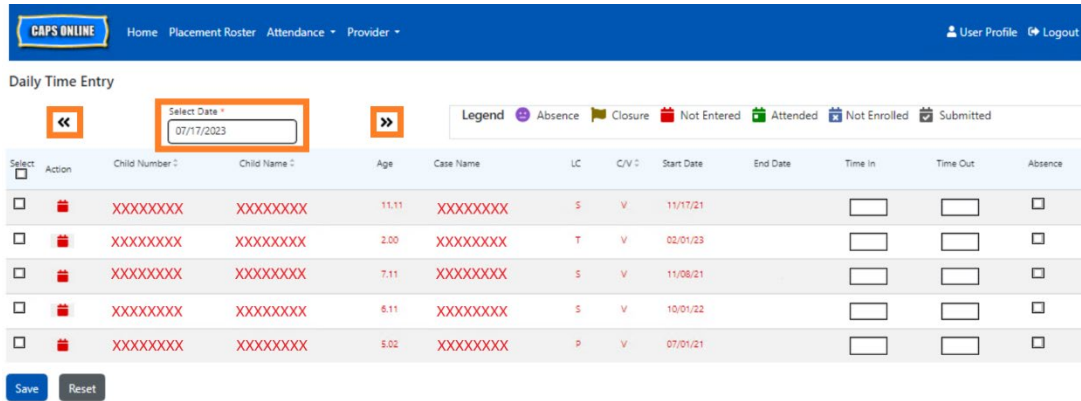 CAPS ONLINE Home Placement Roster Attendance Provider User Profile Logout
Daily Time Entry
« Select Date * »
07/17/2023
Legend Absence Closure Not Entered Attended Not Enrolled Submitted
Select Action Child Number Child Name Age Case Name LC C/V Start Date End Date Time In Time Out Absence
XXXXXXXX XXXXXXXX 11.11 XXXXXXXX S V 11/17/21
XXXXXXXX XXXXXXXX 2.00 XXXXXXXX T V 02/01/23
XXXXXXXX XXXXXXXX 7.11 XXXXXXXX S V 11/08/21
XXXXXXXX XXXXXXXX 6.11 XXXXXXXX S V 10/01/22
XXXXXXXX XXXXXXXX 5.02 XXXXXXXX P V 07/01/21
Save Reset